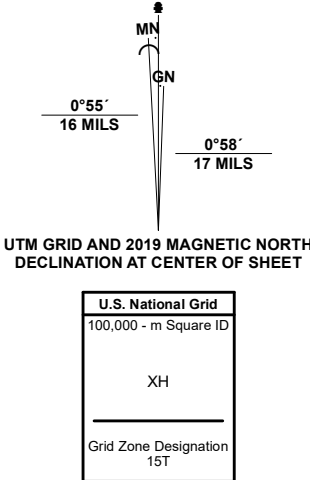 MN
GN
0°55´
16 MILS
0°58´
17 MILS
UTM GRID AND 2019 MAGNETIC NORTH
DECLINATION AT CENTER OF SHEET
U.S. National Grid
100,000 - m Square ID
XH
Grid Zone Designation
15T